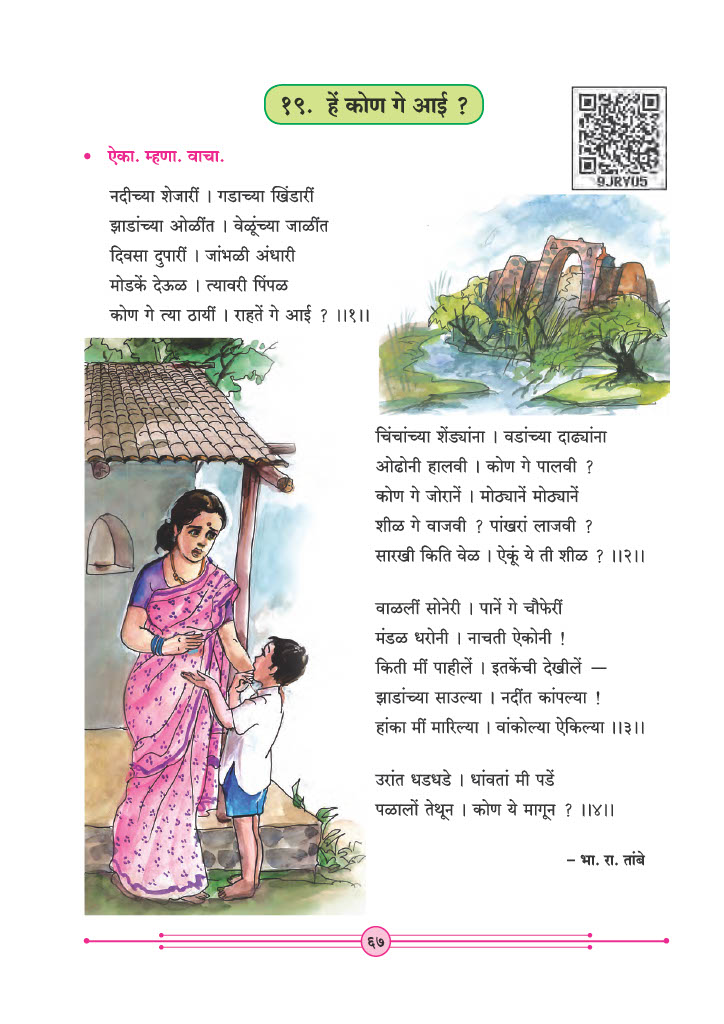 १९. हें कोण गे आई ?
9JRYU5
• ऐका. म्हणा. वाचा.
नदीच्या शेजारीं । गडाच्या खिंडारीं
झाडांच्या ओळींत । वेळूंच्या जाळींत
दिवसा दुपारीं । जांभळी अंधारी
मोडकें देऊळ । त्यावरी पिंपळ
कोण गे त्या ठायीं । राहतें गे आई ? ।।१।।
चिंचांच्या शेंड्यांना । वडांच्या दाढ्यांना
ओढोनी हालवी । कोण गे पालवी ?
कोण गे जोरानें । मोठ्यानें मोठ्यानें
शीळ गे वाजवी ? पांखरां लाजवी ?
सारखी किति वेळ । ऐकूं ये ती शीळ ? ।।२।।
वाळलीं सोनेरी । पानें गे चौफेरीं
मंडळ धरोनी । नाचती ऐकोनी !
किती मीं पाहीलें । इतकेंची देखीलें —
झाडांच्या साउल्या । नदींत कांपल्या !
हांका मीं मारिल्या । वांकोल्या ऐकिल्या ।।३।।
उरांत धडधडे । धांवतां मी पडें
पळालों तेथून । कोण ये मागून ? ।।४।।
– भा. रा. तांबे
६७